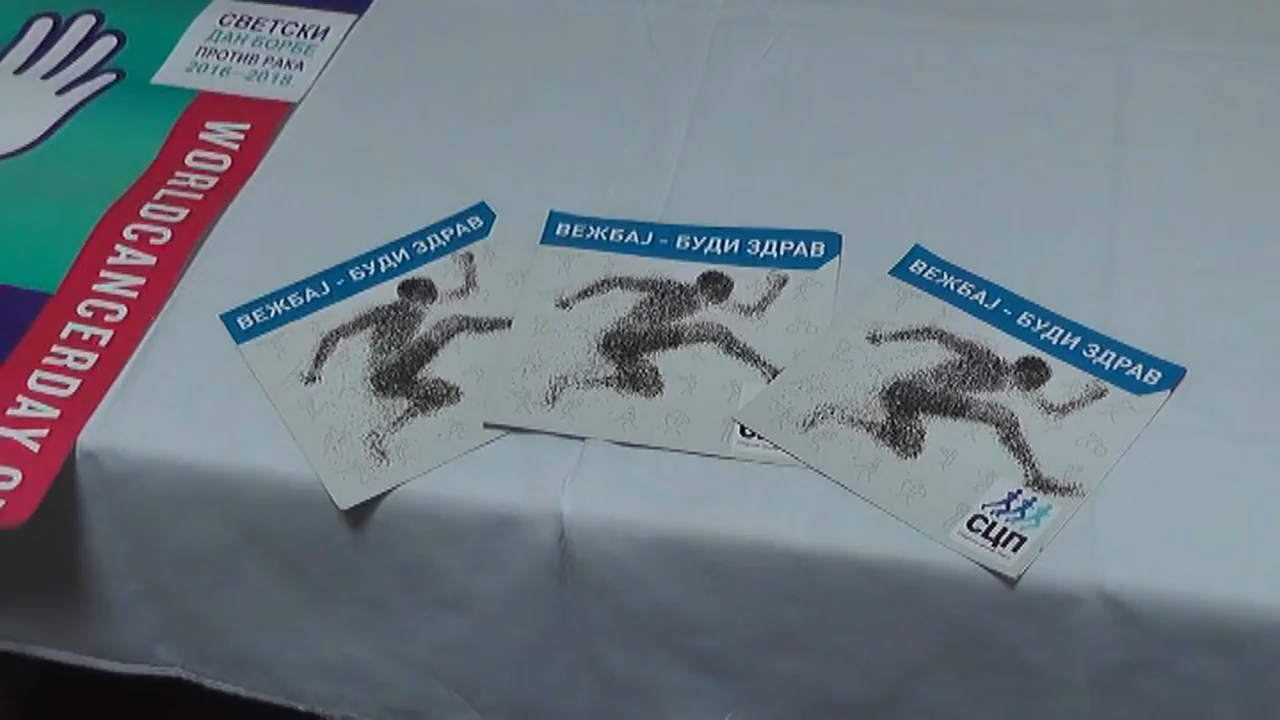 СВЕТСКИ
ДАН БОРБЕ
ПРОТИВ РАКА
2016-2018.
WORLDCANCERDAY
ВЕЖБАЈ - БУДИ ЗДРАВ
ВЕЖБАЈ - БУДИ ЗДРАВ
ВЕЖБАЈ - БУДИ ЗДРАВ
СЦП